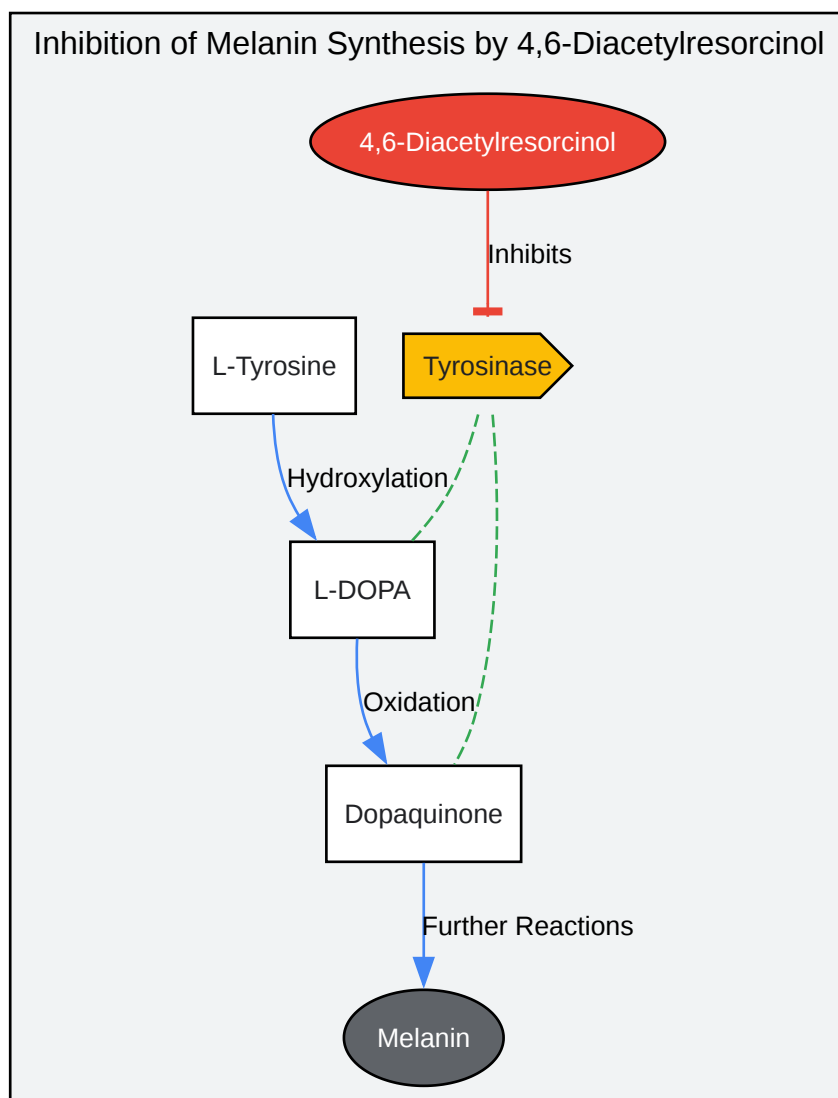 Inhibition of Melanin Synthesis by 4,6-Diacetylresorcinol
4,6-Diacetylresorcinol
Inhibits
L-Tyrosine
Tyrosinase
Hydroxylation
L-DOPA
Oxidation
Dopaquinone
Further Reactions
Melanin